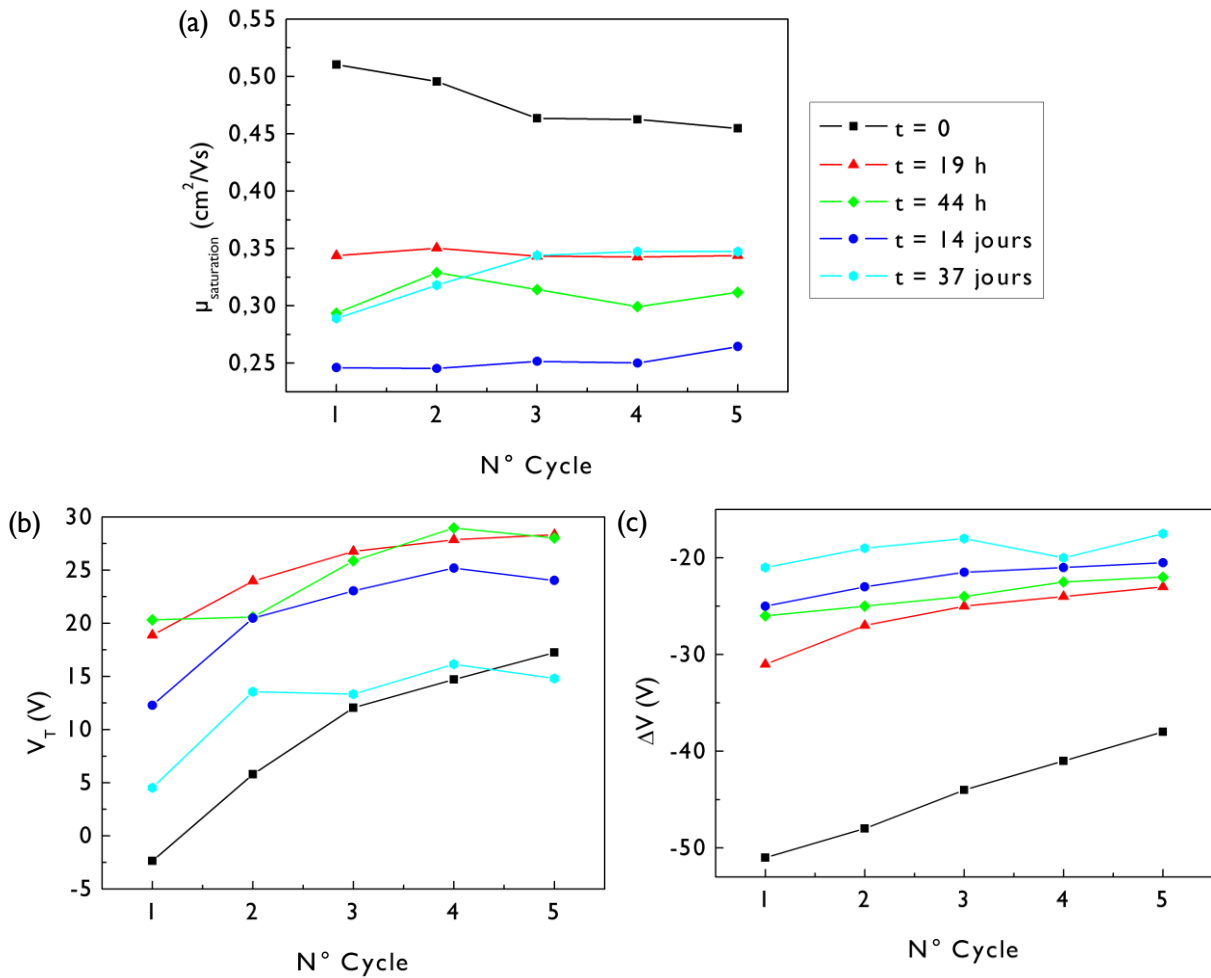 (a)
0,55
0,50
0,45
0,40
0,35
0,30
0,25
μsaturation (cm²/Vs)
1 2 3 4 5
N° Cycle
t = 0
t = 19 h
t = 44 h
t = 14 jours
t = 37 jours
(b)
30
25
20
15
10
5
0
-5
V_T (V)
1 2 3 4 5
N° Cycle
(c)
-20
-30
-40
-50
ΔV (V)
1 2 3 4 5
N° Cycle